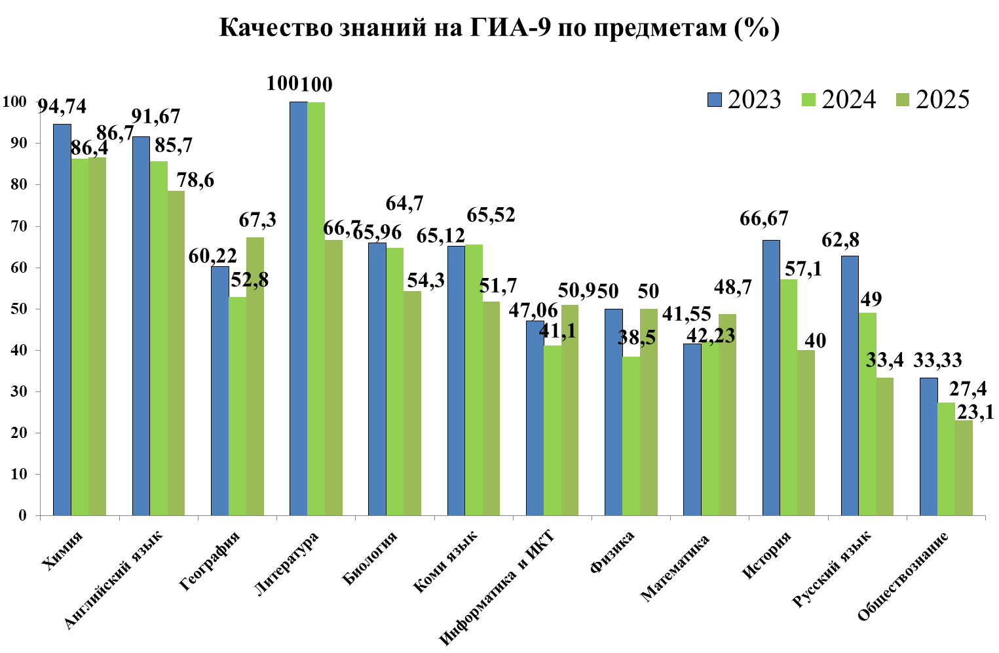 Качество знаний на ГИА-9 по предметам (%)
2023 2024 2025
100
90
80
70
60
50
40
30
20
10
0
94,74 86,4 86,7
91,67 85,7 78,6
60,22 52,8 67,3
100 100 66,7
65,96 64,7 54,3
65,12 65,52 51,7
47,06 41,1 50,9
50 38,5 50
41,55 42,23 48,7
66,67 57,1 40
62,8 49 33,4
33,33 27,4 23,1
Химия
Английский язык
География
Литература
Биология
Коми язык
Информатика и ИКТ
Физика
Математика
История
Русский язык
Обществознание